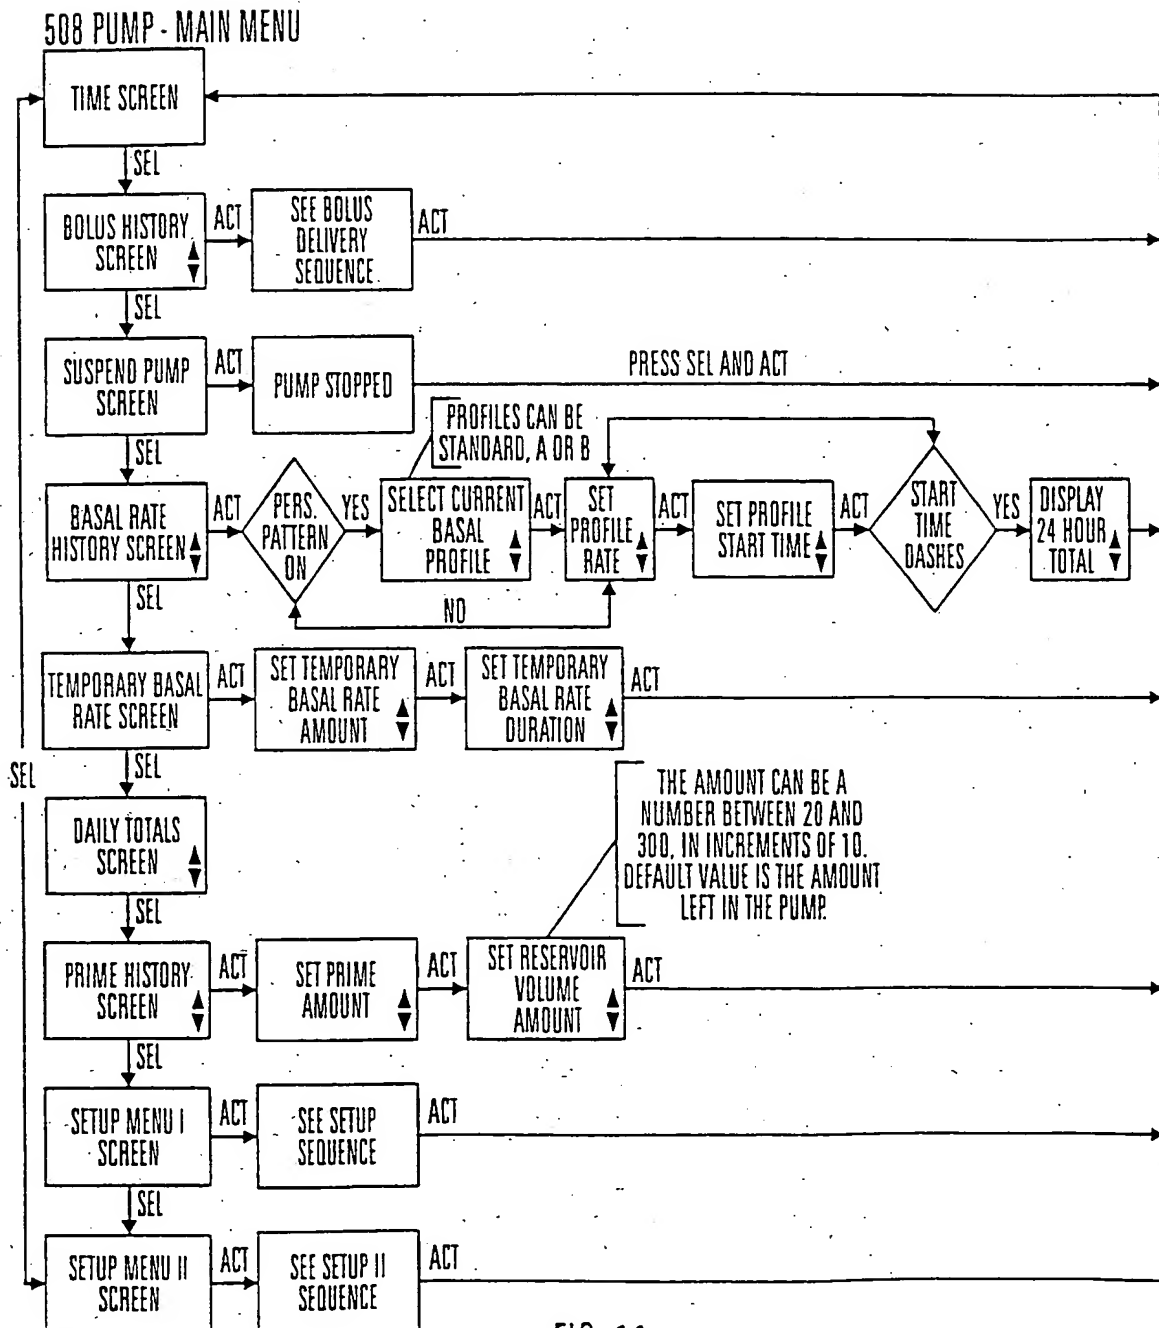 508 PUMP - MAIN MENU
TIME SCREEN
SEL
BOLUS HISTORY
SCREEN
ACT
SEE BOLUS
DELIVERY
SEQUENCE
ACT
SEL
SUSPEND PUMP
SCREEN
ACT
PUMP STOPPED
PRESS SEL AND ACT
PROFILES CAN BE
STANDARD, A OR B
SEL
BASAL RATE
HISTORY SCREEN
ACT
PERS.
PATTERN
ON
YES
SELECT CURRENT
BASAL
PROFILE
ACT
SET
PROFILE
RATE
ACT
SET PROFILE
START TIME
ACT
START
TIME
DASHES
YES
DISPLAY
24 HOUR
TOTAL
NO
SEL
TEMPORARY BASAL
RATE SCREEN
ACT
SET TEMPORARY
BASAL RATE
AMOUNT
ACT
SET TEMPORARY
BASAL RATE
DURATION
ACT
SEL
SEL
DAILY TOTALS
SCREEN
THE AMOUNT CAN BE A
NUMBER BETWEEN 20 AND
300, IN INCREMENTS OF 10.
DEFAULT VALUE IS THE AMOUNT
LEFT IN THE PUMP.
SEL
PRIME HISTORY
SCREEN
ACT
SET PRIME
AMOUNT
ACT
SET RESERVOIR
VOLUME
AMOUNT
ACT
SEL
SETUP MENU I
SCREEN
ACT
SEE SETUP
SEQUENCE
ACT
SEL
SETUP MENU II
SCREEN
ACT
SEE SETUP II
SEQUENCE
ACT